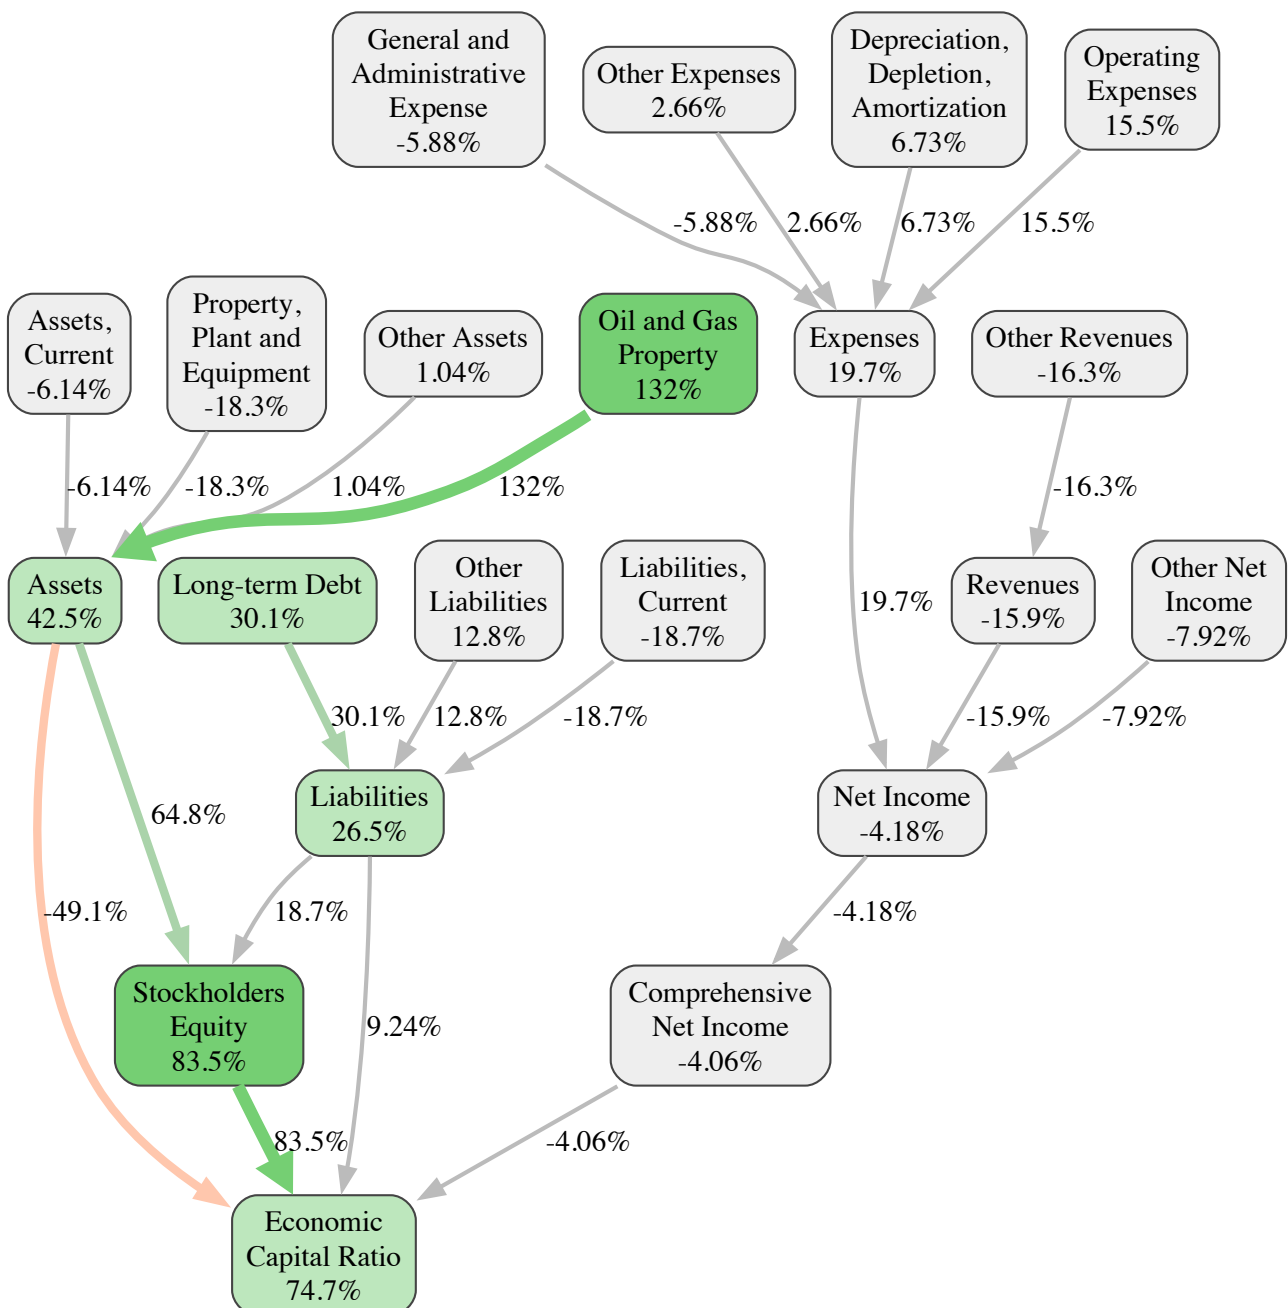 General and
Administrative
Expense
-5.88%
Other Expenses
2.66%
Depreciation,
Depletion,
Amortization
6.73%
Operating
Expenses
15.5%
-5.88%
2.66%
6.73%
15.5%
Assets,
Current
-6.14%
Property,
Plant and
Equipment
-18.3%
Other Assets
1.04%
Oil and Gas
Property
132%
Expenses
19.7%
Other Revenues
-16.3%
-6.14%
-18.3%
1.04%
132%
-16.3%
Assets
42.5%
Long-term Debt
30.1%
Other
Liabilities
12.8%
Liabilities,
Current
-18.7%
19.7%
Revenues
-15.9%
Other Net
Income
-7.92%
30.1%
12.8%
-18.7%
-15.9%
-7.92%
64.8%
Liabilities
26.5%
Net Income
-4.18%
-49.1%
18.7%
-4.18%
Stockholders
Equity
83.5%
9.24%
Comprehensive
Net Income
-4.06%
83.5%
-4.06%
Economic
Capital Ratio
74.7%